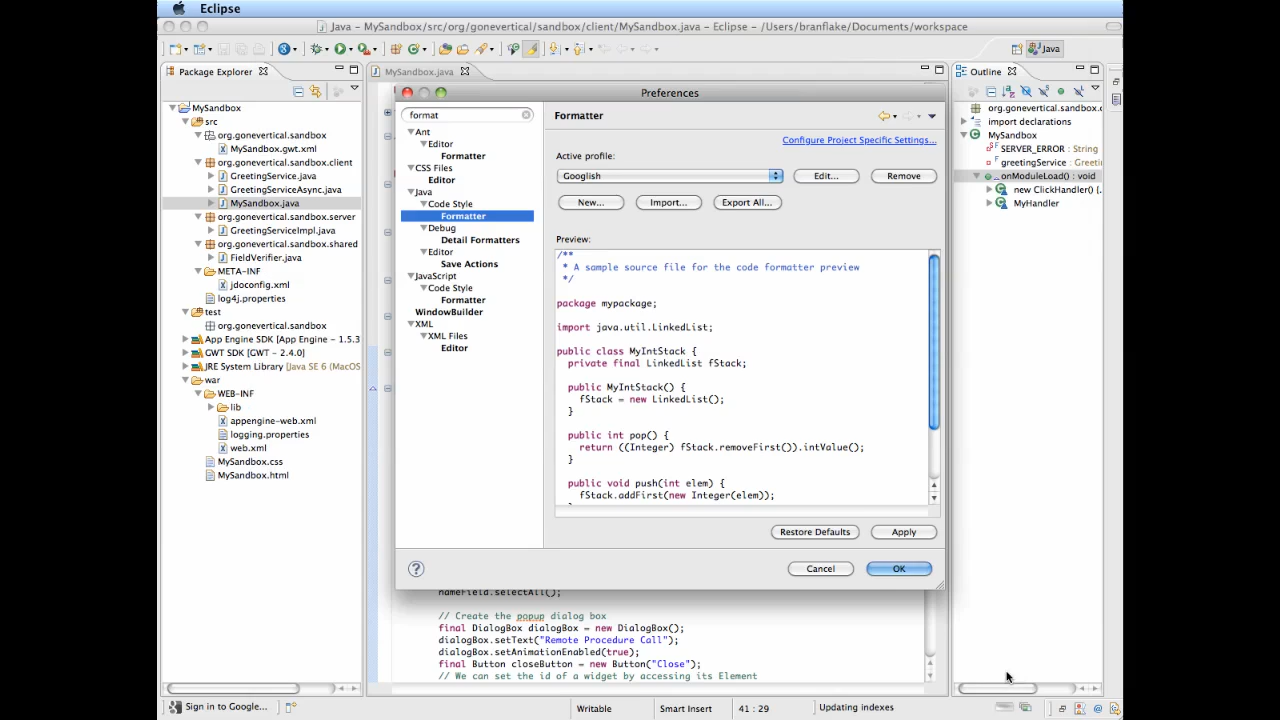 Eclipse
Java - MySandbox/src/org/gonevertical/sandbox/client/MySandbox.java - Eclipse - /Users/branflake/Documents/workspace
Java
Package Explorer
MySandbox
src
org.gonevertical.sandbox
MySandbox.gwt.xml
org.gonevertical.sandbox.client
GreetingService.java
GreetingServiceAsync.java
MySandbox.java
org.gonevertical.sandbox.server
GreetingServiceImpl.java
org.gonevertical.sandbox.shared
FieldVerifier.java
META-INF
jdoconfig.xml
log4j.properties
test
org.gonevertical.sandbox
App Engine SDK [App Engine - 1.5.3
GWT SDK [GWT - 2.4.0]
JRE System Library [Java SE 6 (MacOS
war
WEB-INF
lib
appengine-web.xml
logging.properties
web.xml
MySandbox.css
MySandbox.html
MySandbox.java
Preferences
format
Ant
Editor
Formatter
CSS Files
Editor
Java
Code Style
Formatter
Debug
Detail Formatters
Editor
Save Actions
JavaScript
Code Style
Formatter
WindowBuilder
XML
XML Files
Editor
Formatter
Configure Project Specific Settings...
Active profile:
Googlish
Edit...
Remove
New...
Import...
Export All...
Preview:
/**
* A sample source file for the code formatter preview
*/
package mypackage;
import java.util.LinkedList;
public class MyIntStack {
private final LinkedList fStack;
public MyIntStack() {
fStack = new LinkedList();
}
public int pop() {
return ((Integer) fStack.removeFirst()).intValue();
}
public void push(int elem) {
fStack.addFirst(new Integer(elem));
Restore Defaults
Apply
?
Cancel
OK
nameField.selectAll();
// Create the popup dialog box
final DialogBox dialogBox = new DialogBox();
dialogBox.setText("Remote Procedure Call");
dialogBox.setAnimationEnabled(true);
final Button closeButton = new Button("Close");
// We can set the id of a widget by accessing its Element
Outline
org.gonevertical.sandbox.c
import declarations
MySandbox
SERVER_ERROR : String
greetingService : Greetin
onModuleLoad() : void
new ClickHandler() {.
MyHandler
Sign in to Google...
Writable
Smart Insert
41 : 29
Updating indexes